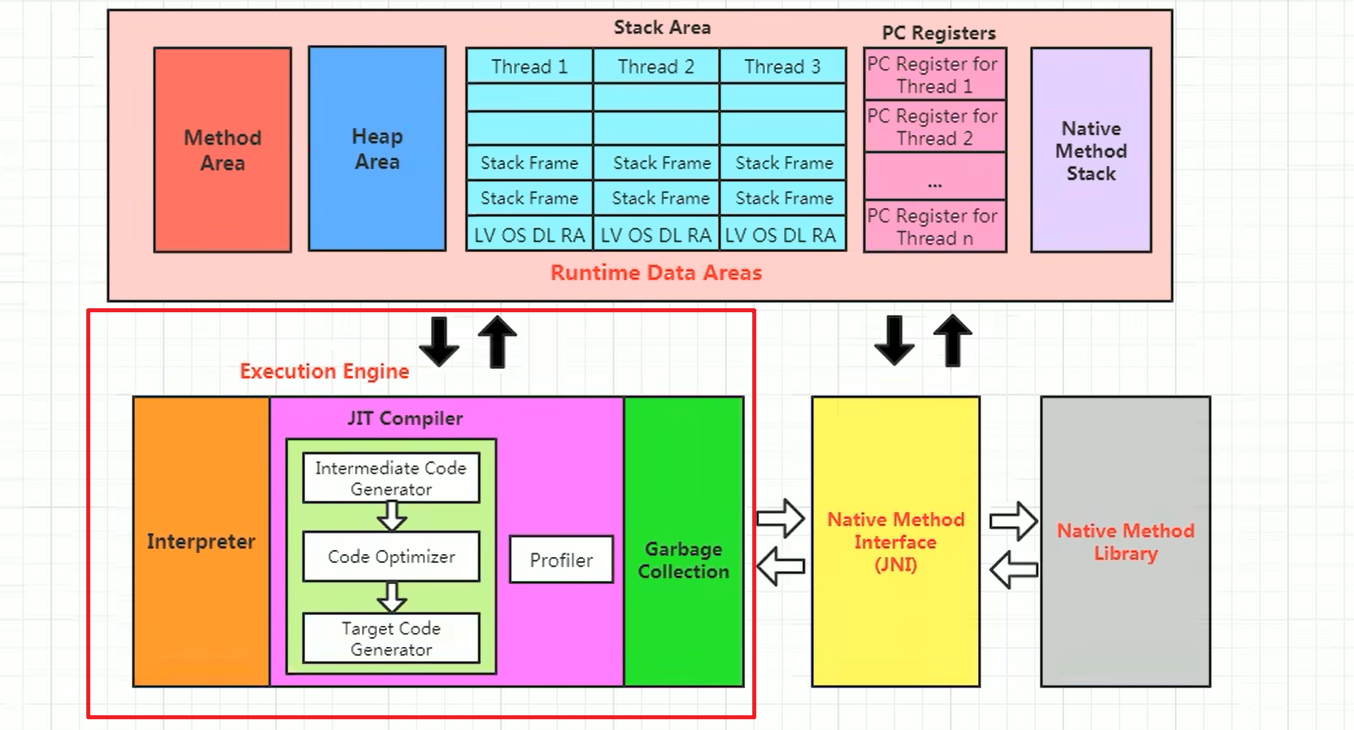 Stack Area
PC Registers
Method
Area
Heap
Area
Thread 1
Thread 2
Thread 3
Stack Frame
Stack Frame
Stack Frame
Stack Frame
Stack Frame
Stack Frame
LV OS DL RA
LV OS DL RA
LV OS DL RA
PC Register for
Thread 1
PC Register for
Thread 2
...
PC Register for
Thread n
Native
Method
Stack
Runtime Data Areas
Execution Engine
Interpreter
JIT Compiler
Intermediate Code
Generator
Code Optimizer
Target Code
Generator
Profiler
Garbage
Collection
Native Method
Interface
(JNI)
Native Method
Library